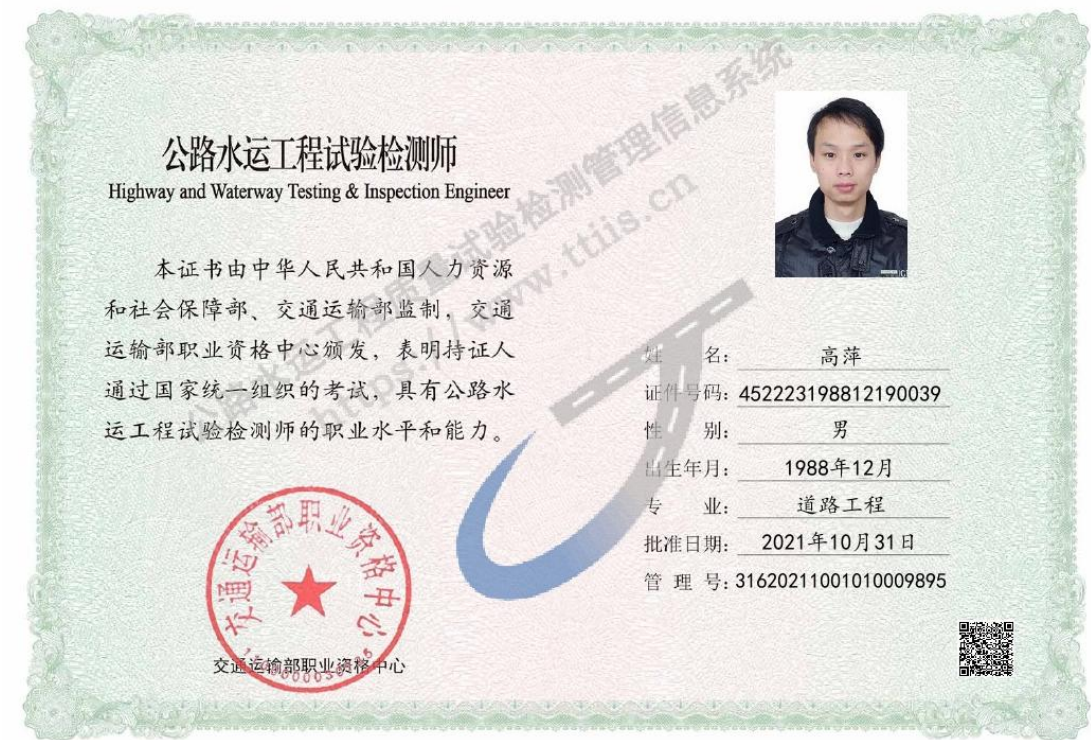 公路水运工程试验检测师
Highway and Waterway Testing & Inspection Engineer
本证书由中华人民共和国人力资源
和社会保障部、交通运输部监制，交通
运输部职业资格中心颁发，表明持证人
通过国家统一组织的考试，具有公路水
运工程试验检测师的职业水平和能力。
公路水运工程质量试验检测管理信息系统
https://www.ttiis.cn
姓 名：高萍
证件号码：452223198812190039
性 别：男
出生年月：1988年12月
专 业：道路工程
批准日期：2021年10月31日
管 理 号：31620211001010009895
交通运输部职业资格中心
交通运输部职业资格中心